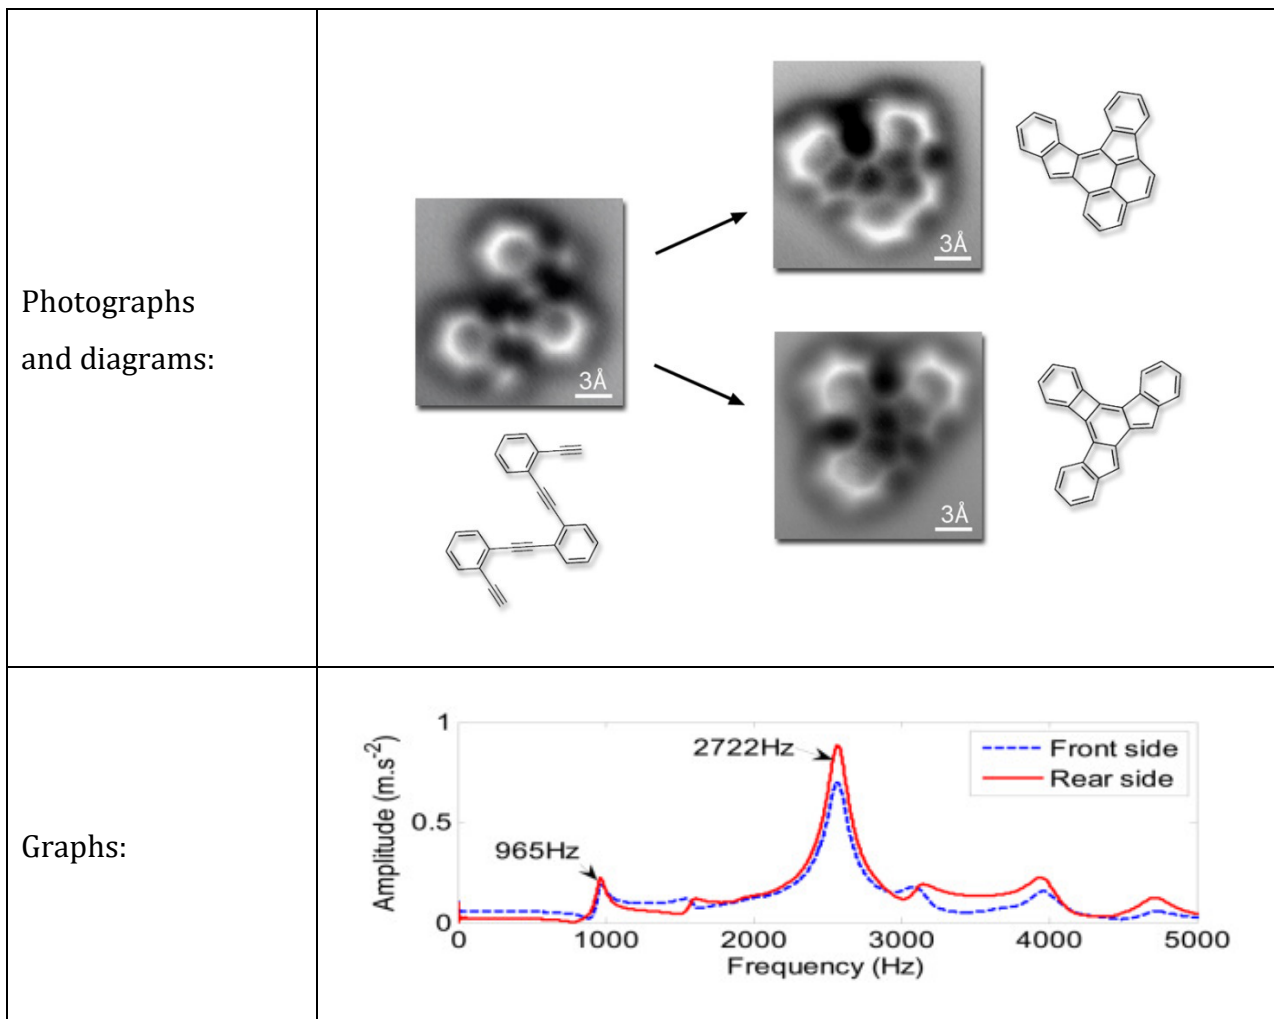 Photographs
and diagrams:
3Å
3Å
3Å
Graphs:
Amplitude (m.s⁻²)
1
0.5
0
965Hz
2722Hz
Front side
Rear side
0 1000 2000 3000 4000 5000
Frequency (Hz)